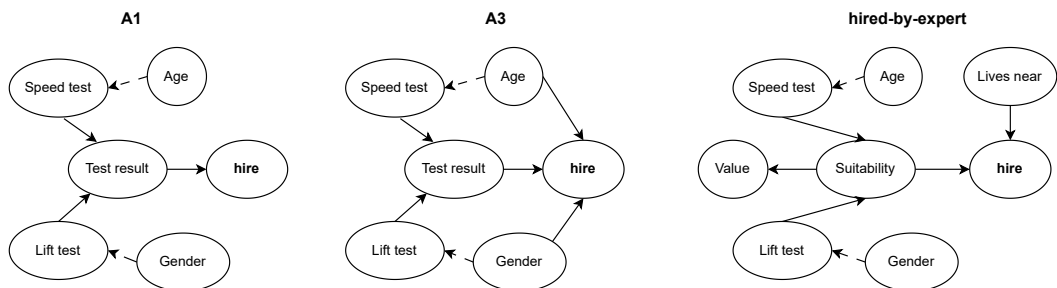 A1
Speed test
Age
Test result
hire
Lift test
Gender
A3
Speed test
Age
Test result
hire
Lift test
Gender
hired-by-expert
Speed test
Age
Lives near
Value
Suitability
hire
Lift test
Gender